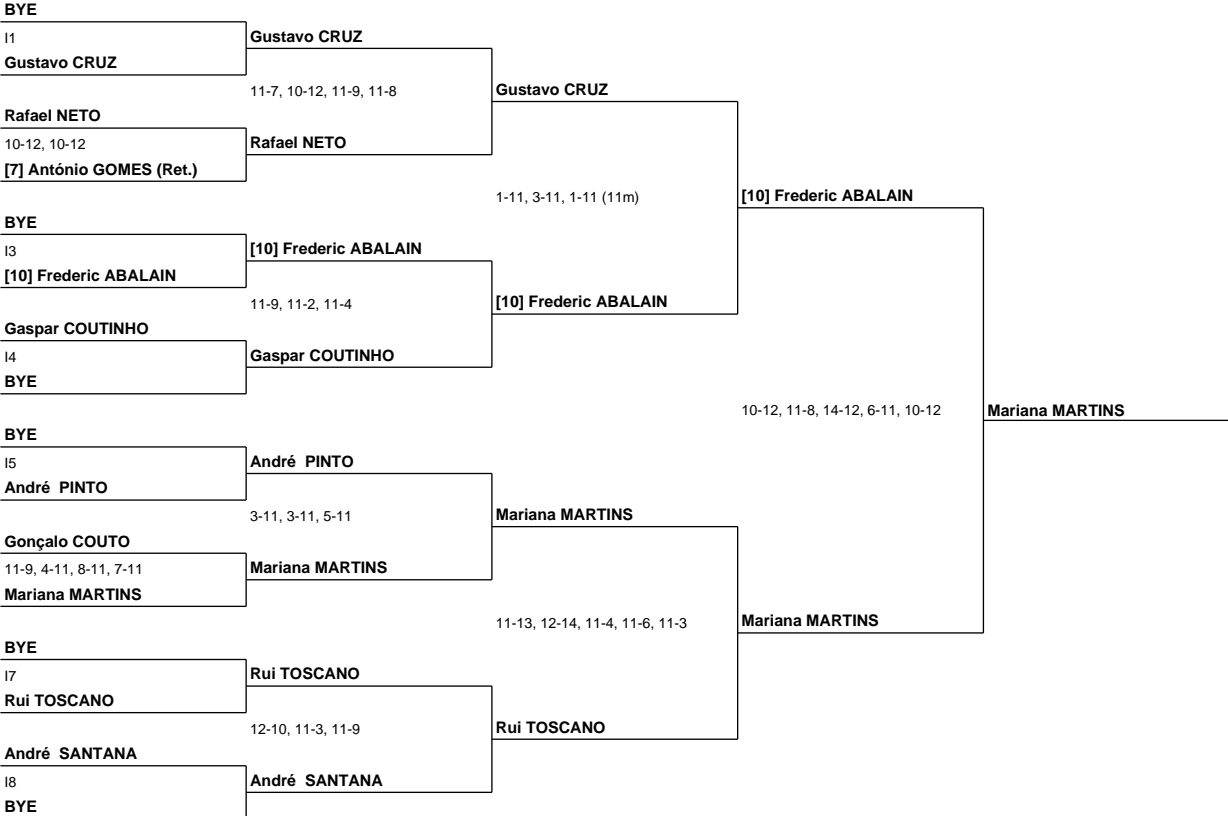 BYE
I1
Gustavo CRUZ
Gustavo CRUZ
11-7, 10-12, 11-9, 11-8
Gustavo CRUZ
Rafael NETO
10-12, 10-12
Rafael NETO
[7] António GOMES (Ret.)
1-11, 3-11, 1-11 (11m)
[10] Frederic ABALAIN
BYE
I3
[10] Frederic ABALAIN
[10] Frederic ABALAIN
11-9, 11-2, 11-4
[10] Frederic ABALAIN
Gaspar COUTINHO
I4
Gaspar COUTINHO
BYE
10-12, 11-8, 14-12, 6-11, 10-12
Mariana MARTINS
BYE
I5
André PINTO
André PINTO
3-11, 3-11, 5-11
Mariana MARTINS
Gonçalo COUTO
11-9, 4-11, 8-11, 7-11
Mariana MARTINS
Mariana MARTINS
11-13, 12-14, 11-4, 11-6, 11-3
Mariana MARTINS
BYE
I7
Rui TOSCANO
Rui TOSCANO
12-10, 11-3, 11-9
Rui TOSCANO
André SANTANA
I8
André SANTANA
BYE